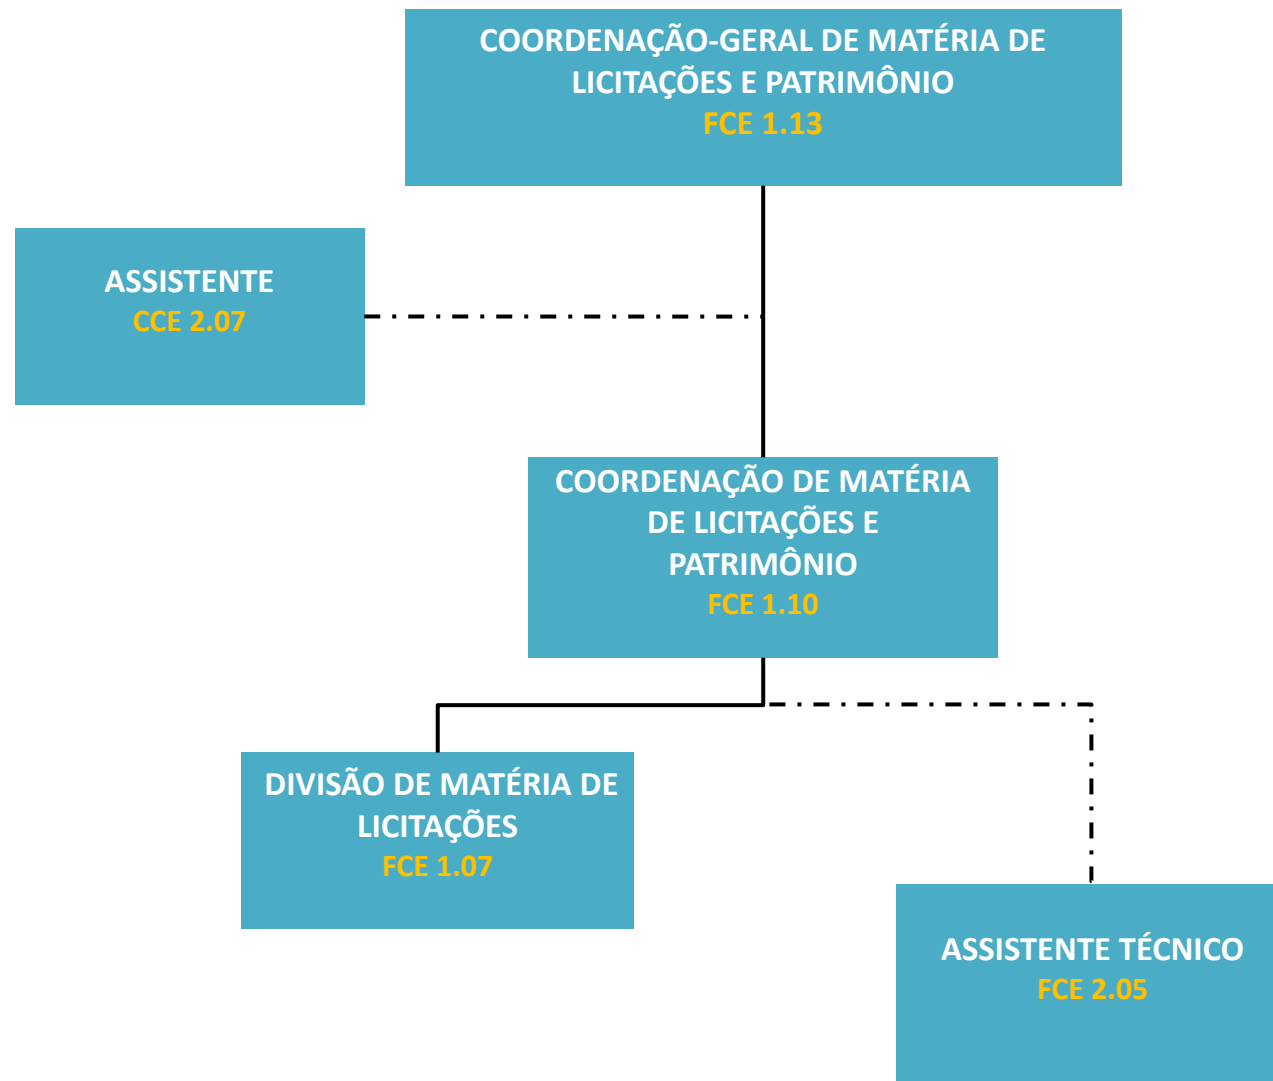 COORDENAÇÃO-GERAL DE MATÉRIA DE
LICITAÇÕES E PATRIMÔNIO
FCE 1.13
ASSISTENTE
CCE 2.07
COORDENAÇÃO DE MATÉRIA
DE LICITAÇÕES E
PATRIMÔNIO
FCE 1.10
DIVISÃO DE MATÉRIA DE
LICITAÇÕES
FCE 1.07
ASSISTENTE TÉCNICO
FCE 2.05